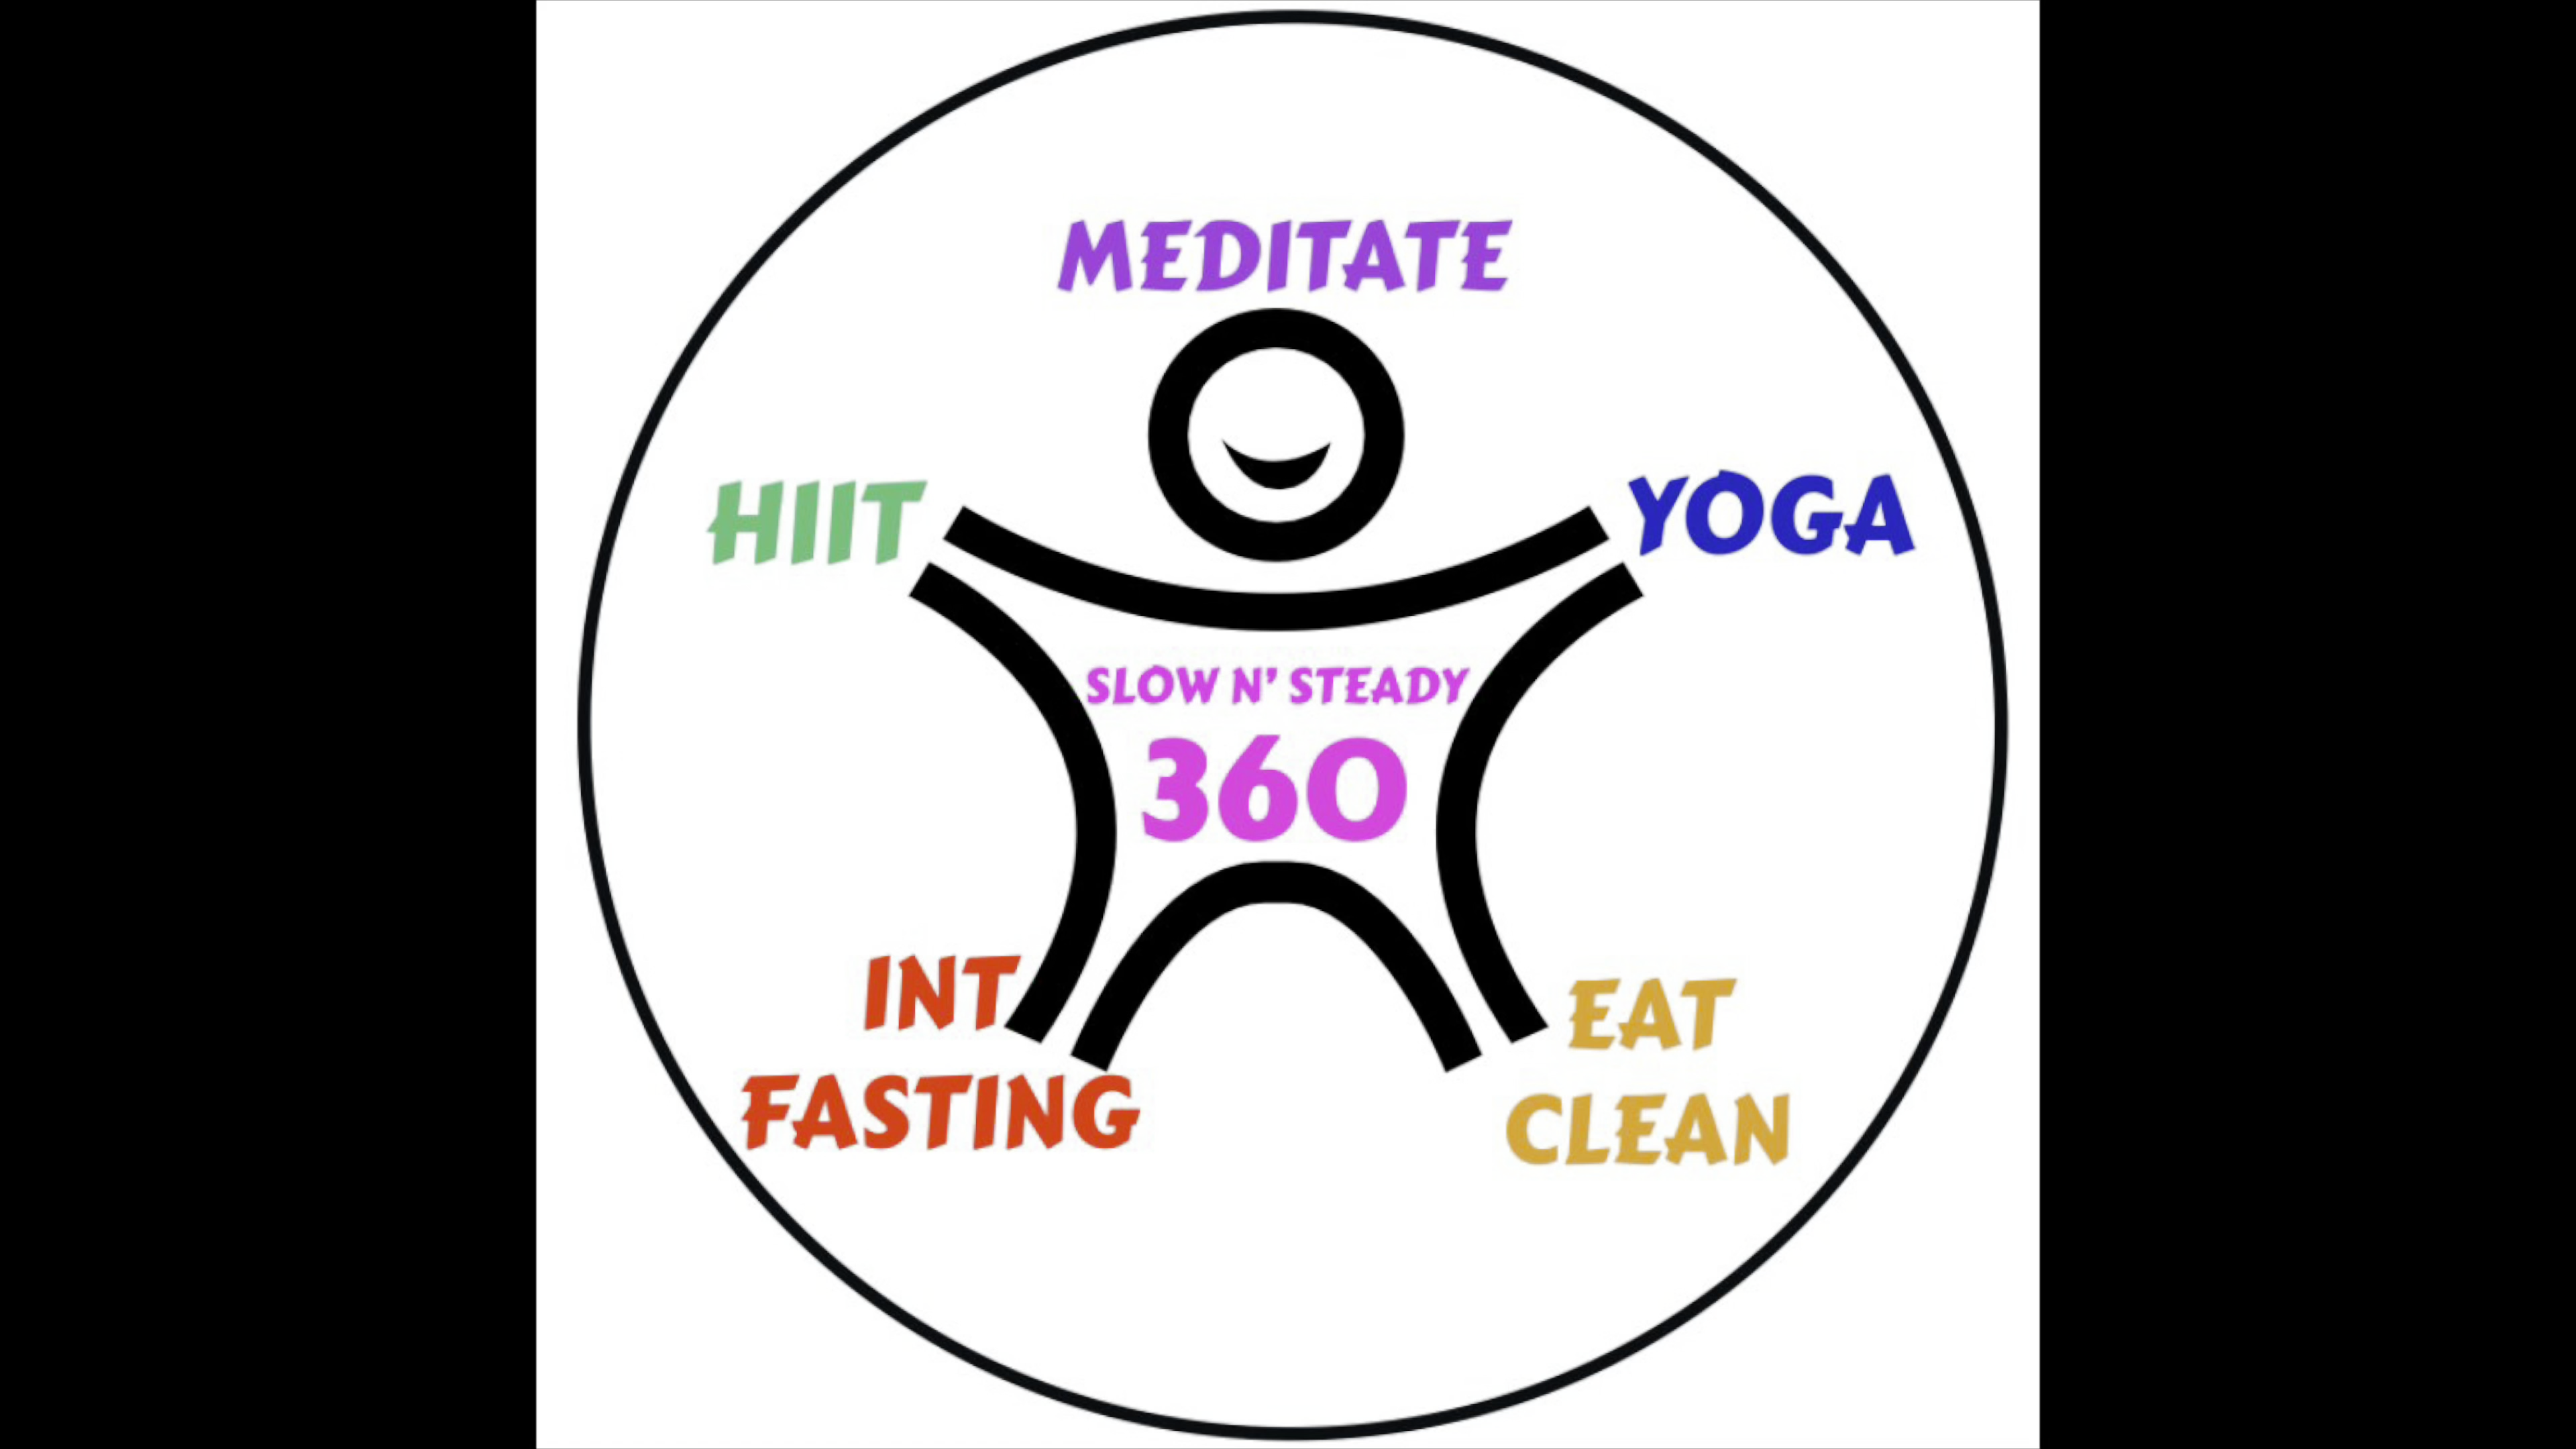 MEDITATE
HIIT
YOGA
SLOW N' STEADY
360
INT
FASTING
EAT
CLEAN